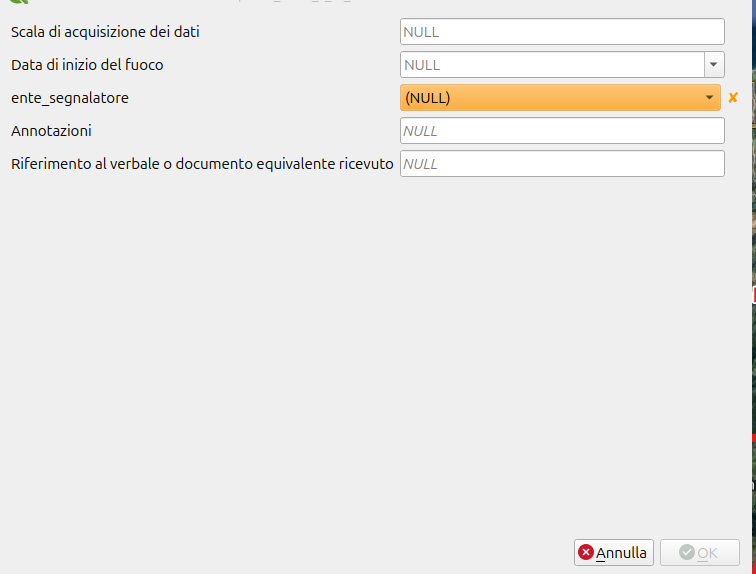 Scala di acquisizione dei dati NULL
Data di inizio del fuoco NULL
ente_segnalatore (NULL)
Annotazioni NULL
Riferimento al verbale o documento equivalente ricevuto NULL
Annulla OK